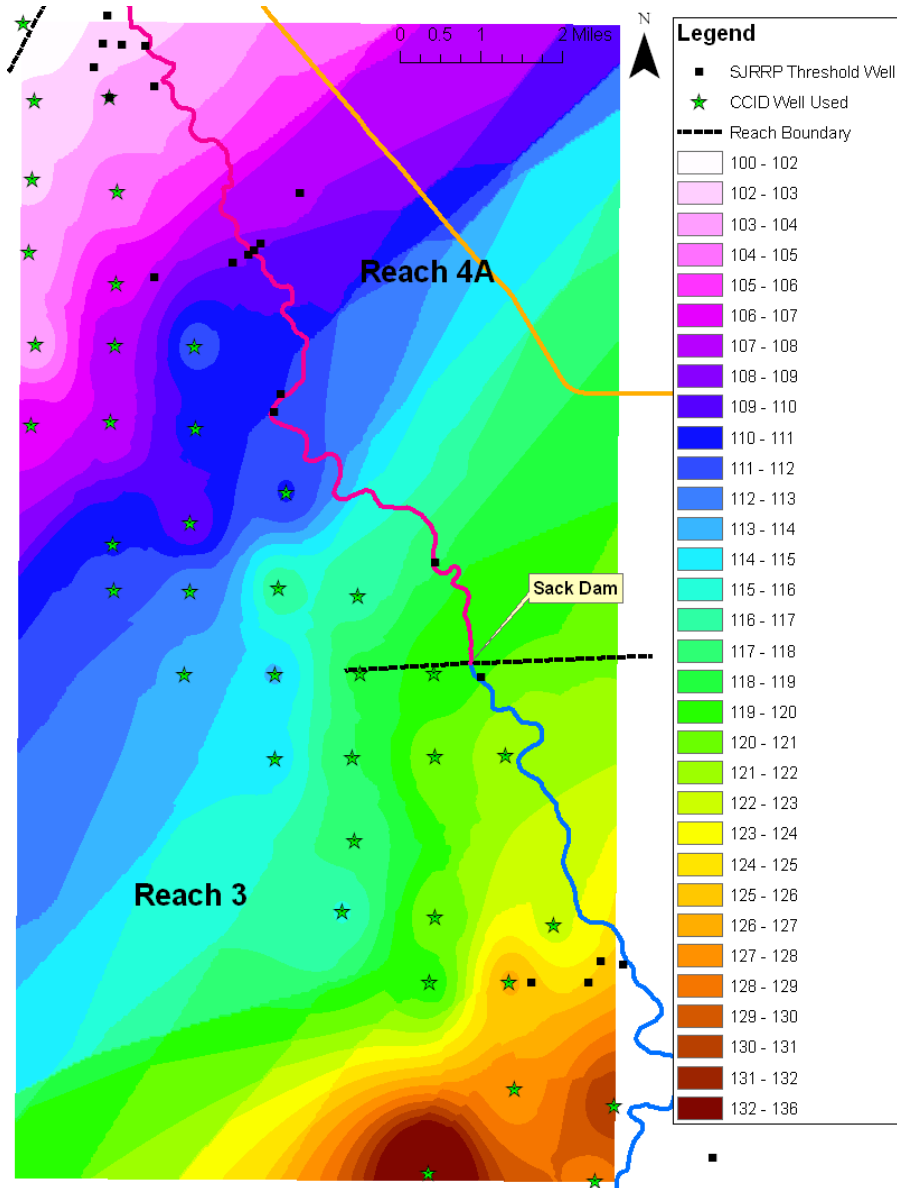 0 0.5 1 2 Miles
N
Legend
SJRRP Threshold Well
CCID Well Used
Reach Boundary
100 - 102
102 - 103
103 - 104
104 - 105
105 - 106
106 - 107
107 - 108
108 - 109
109 - 110
110 - 111
111 - 112
112 - 113
113 - 114
114 - 115
115 - 116
116 - 117
117 - 118
118 - 119
119 - 120
120 - 121
121 - 122
122 - 123
123 - 124
124 - 125
125 - 126
126 - 127
127 - 128
128 - 129
129 - 130
130 - 131
131 - 132
132 - 136
Reach 4A
Sack Dam
Reach 3